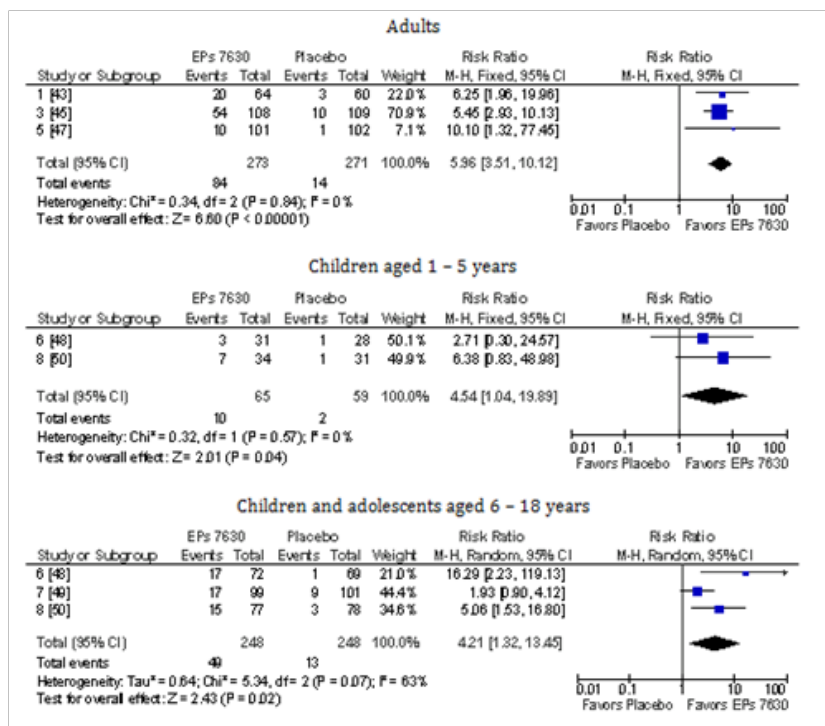 Adults
EPs 7630 Placebo Risk Ratio Risk Ratio
Study or Subgroup Events Total Events Total Weight M-H, Fixed, 95% CI M-H, Fixed, 95% CI
1 [43] 20 64 3 60 22.0% 6.25 [1.96, 19.96]
3 [45] 54 108 10 109 70.9% 5.45 [2.93, 10.13]
5 [47] 10 101 1 102 7.1% 10.10 [1.32, 77.45]
Total (95% CI) 273 271 100.0% 5.96 [3.51, 10.12]
Total events 84 14
Heterogeneity: Chi² = 0.34, df = 2 (P = 0.84); I² = 0%
Test for overall effect: Z = 6.60 (P < 0.00001)
0.01 0.1 1 10 100
Favors Placebo Favors EPs 7630
Children aged 1 – 5 years
EPs 7630 Placebo Risk Ratio Risk Ratio
Study or Subgroup Events Total Events Total Weight M-H, Fixed, 95% CI M-H, Fixed, 95% CI
6 [48] 3 31 1 28 50.1% 2.71 [0.30, 24.57]
8 [50] 7 34 1 31 49.9% 6.38 [0.83, 48.98]
Total (95% CI) 65 59 100.0% 4.54 [1.04, 19.89]
Total events 10 2
Heterogeneity: Chi² = 0.32, df = 1 (P = 0.57); I² = 0%
Test for overall effect: Z = 2.01 (P = 0.04)
0.01 0.1 1 10 100
Favors Placebo Favors EPs 7630
Children and adolescents aged 6 – 18 years
EPs 7630 Placebo Risk Ratio Risk Ratio
Study or Subgroup Events Total Events Total Weight M-H, Random, 95% CI M-H, Random, 95% CI
6 [48] 17 72 1 69 21.0% 16.29 [2.23, 119.13]
7 [49] 17 99 9 101 44.4% 1.93 [0.90, 4.12]
8 [50] 15 77 3 78 34.6% 5.06 [1.53, 16.80]
Total (95% CI) 248 248 100.0% 4.21 [1.32, 13.45]
Total events 49 13
Heterogeneity: Tau² = 0.64; Chi² = 5.34, df = 2 (P = 0.07); I² = 63%
Test for overall effect: Z = 2.43 (P = 0.02)
0.01 0.1 1 10 100
Favors Placebo Favors EPs 7630